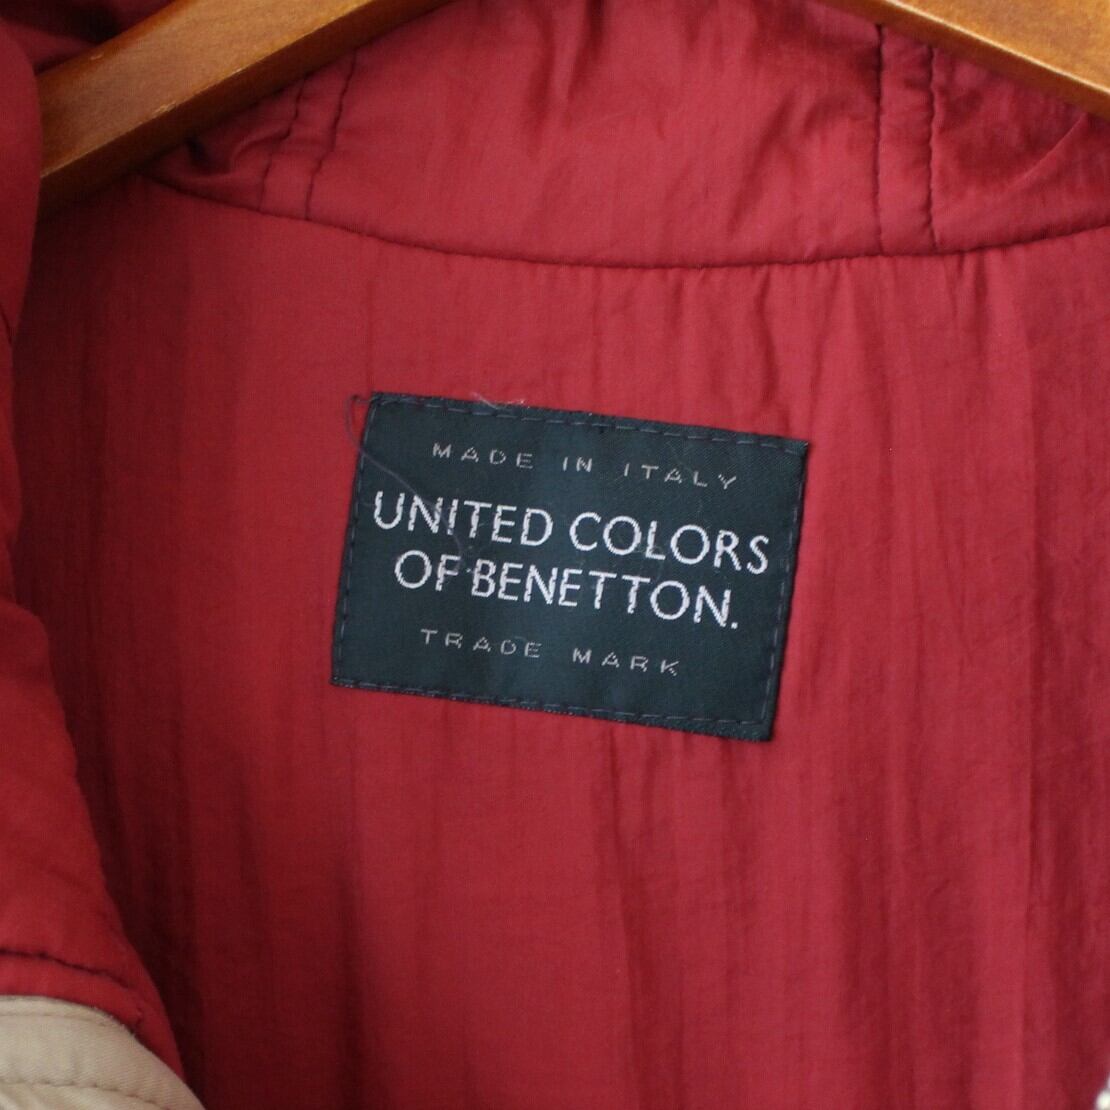 MADE IN ITALY
UNITED COLORS
OF BENETTON.
TRADE MARK